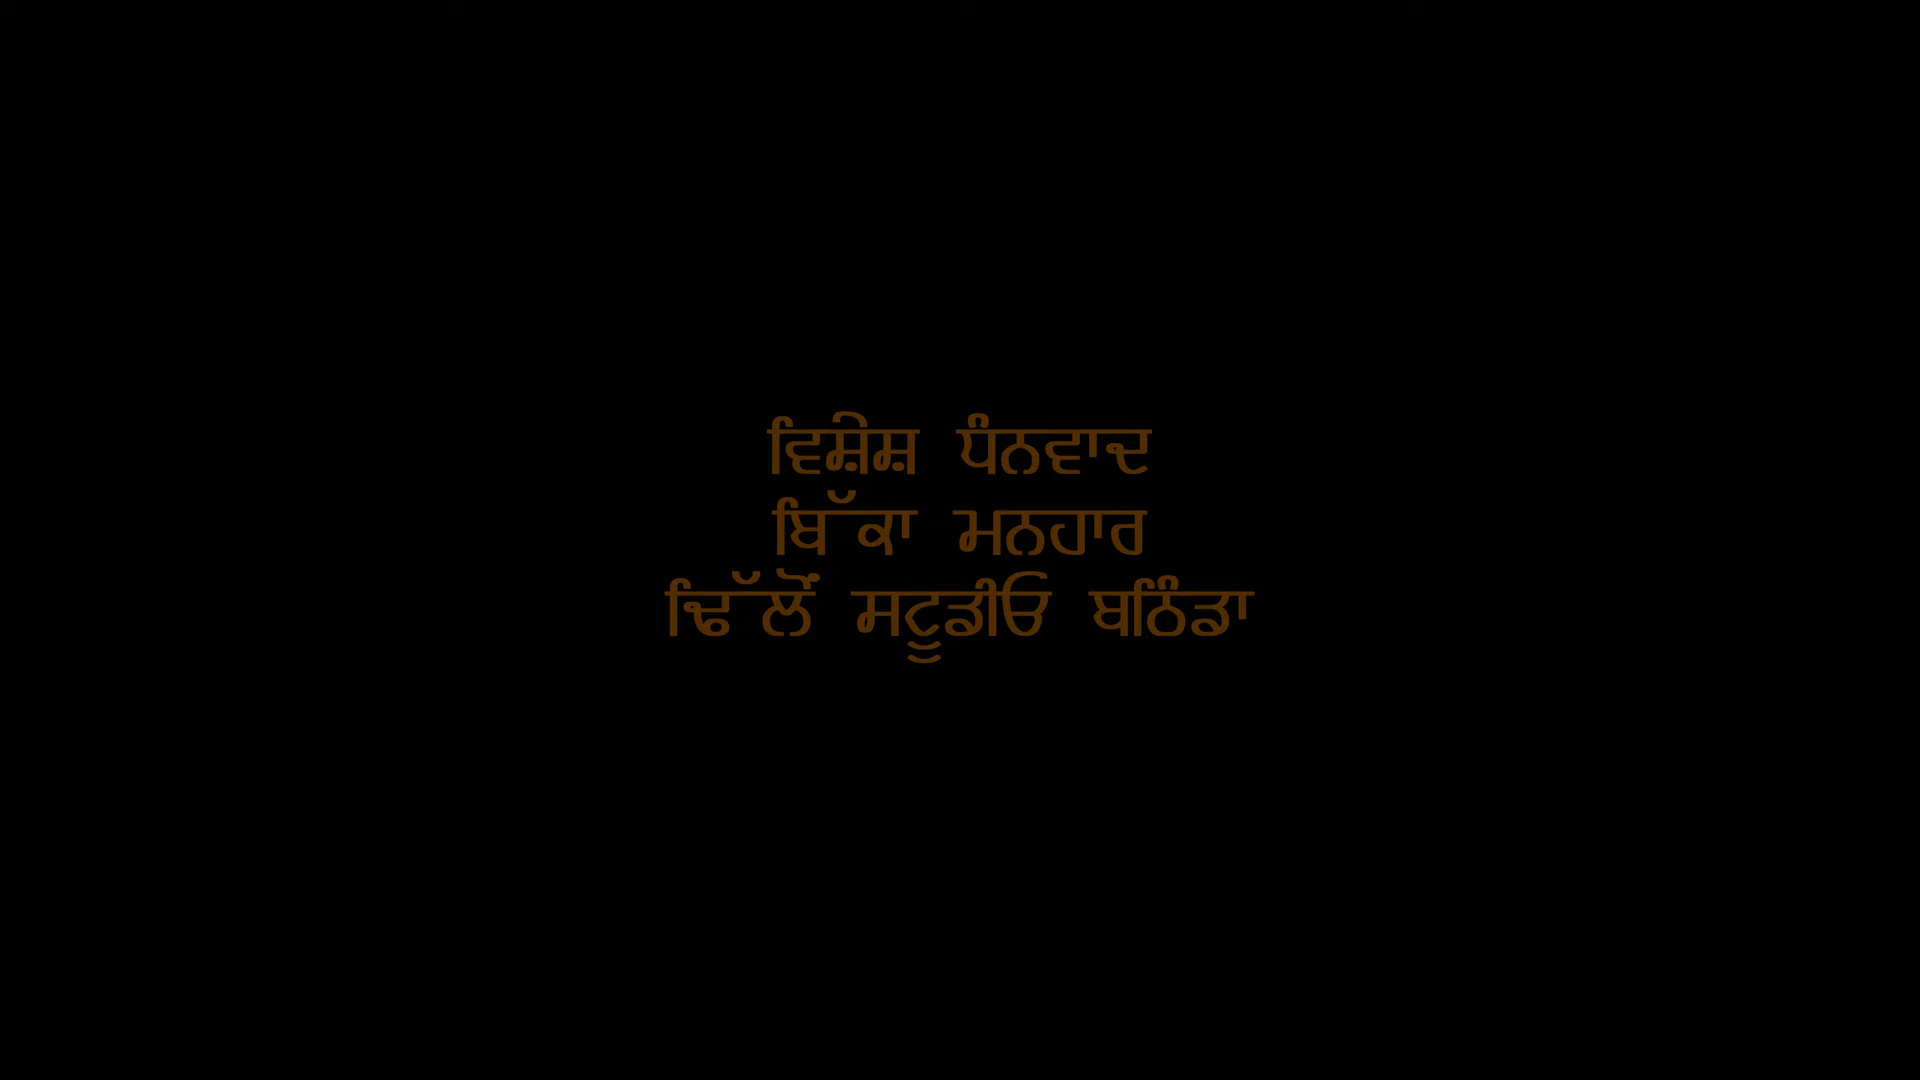 ਵਿਸ਼ੇਸ਼ ਧੰਨਵਾਦ
ਬਿੱਕਾ ਮਨਹਾਰ
ਢਿੱਲੋਂ ਸਟੂਡੀਓ ਬਠਿੰਡਾ